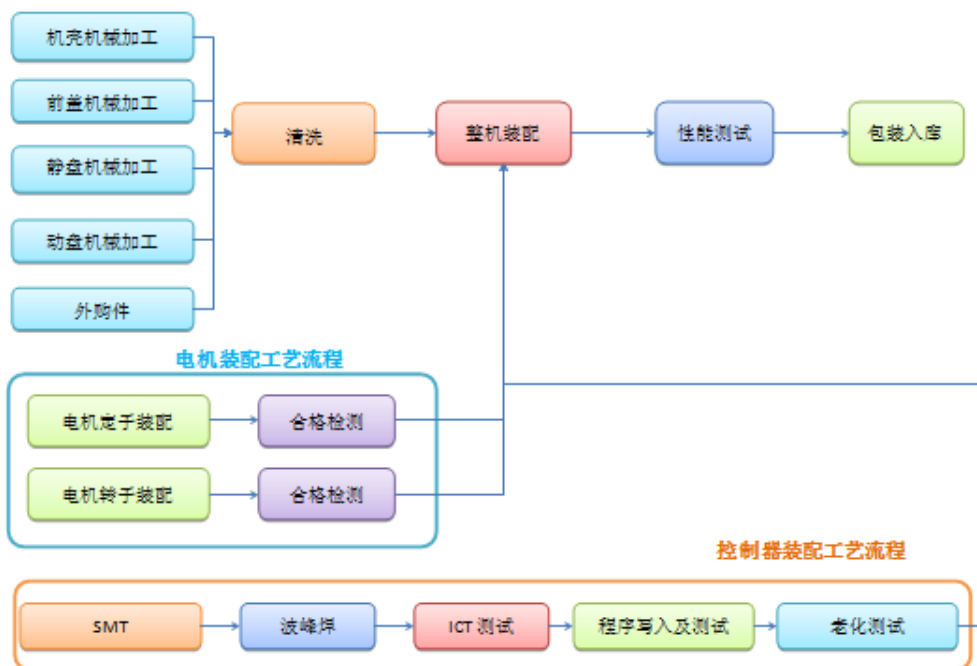 机壳机械加工
前盖机械加工
静盘机械加工
动盘机械加工
外购件
清洗
整机装配
性能测试
包装入库
电机装配工艺流程
电机定子装配
合格检测
电机转子装配
合格检测
控制器装配工艺流程
SMT
波峰焊
ICT 测试
程序写入及测试
老化测试